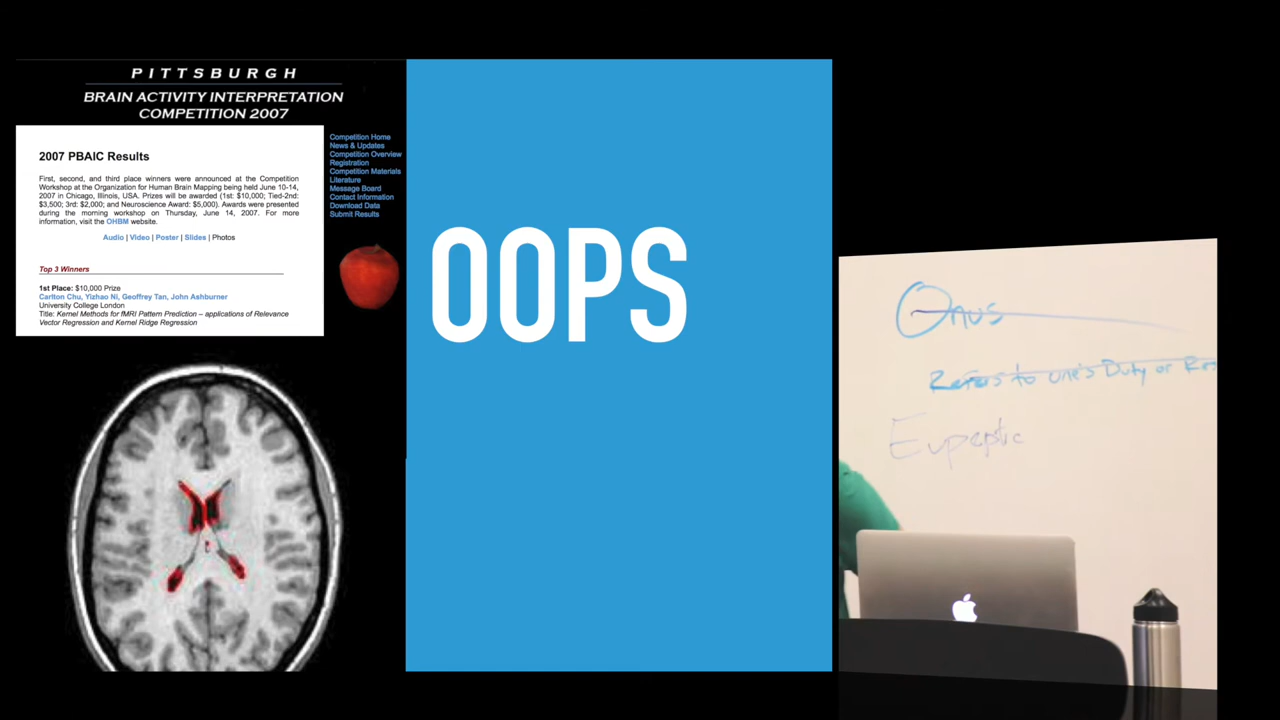 PITTSBURGH
BRAIN ACTIVITY INTERPRETATION
COMPETITION 2007
2007 PBAIC Results
First, second, and third place winners were announced at the Competition
Workshop at the Organization for Human Brain Mapping being held June 10-14,
2007 in Chicago, Illinois, USA. Prizes will be awarded (1st: $10,000; Tied-2nd:
$3,500; 3rd: $2,000; and Neuroscience Award: $5,000). Awards were presented
during the morning workshop on Thursday, June 14, 2007. For more
information, visit the OHBM website.
Audio | Video | Poster | Slides | Photos
Top 3 Winners
1st Place: $10,000 Prize
Carlton Chu, Yizhao Ni, Geoffrey Tan, John Ashburner
University College London
Title: Kernel Methods for fMRI Pattern Prediction – applications of Relevance
Vector Regression and Kernel Ridge Regression
Competition Home
News & Updates
Competition Overview
Registration
Competition Materials
Literature
Message Board
Contact Information
Download Data
Submit Results
OOPS
Onus
Refers to one's Duty or Res
Eupeptic